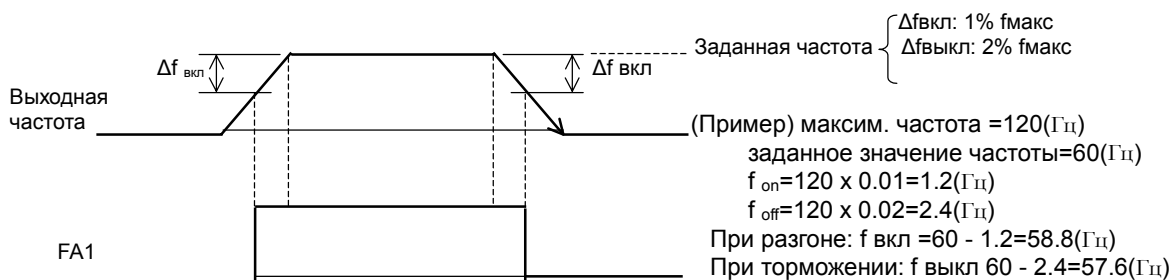 Δfвкл: 1% fмакс
Заданная частота
Δfвыкл: 2% fмакс
Δf вкл
Δf вкл
Выходная
частота
(Пример) максим. частота =120(Гц)
заданное значение частоты=60(Гц)
f on=120 x 0.01=1.2(Гц)
f off=120 x 0.02=2.4(Гц)
При разгоне: f вкл =60 - 1.2=58.8(Гц)
FA1
При торможении: f выкл 60 - 2.4=57.6(Гц)